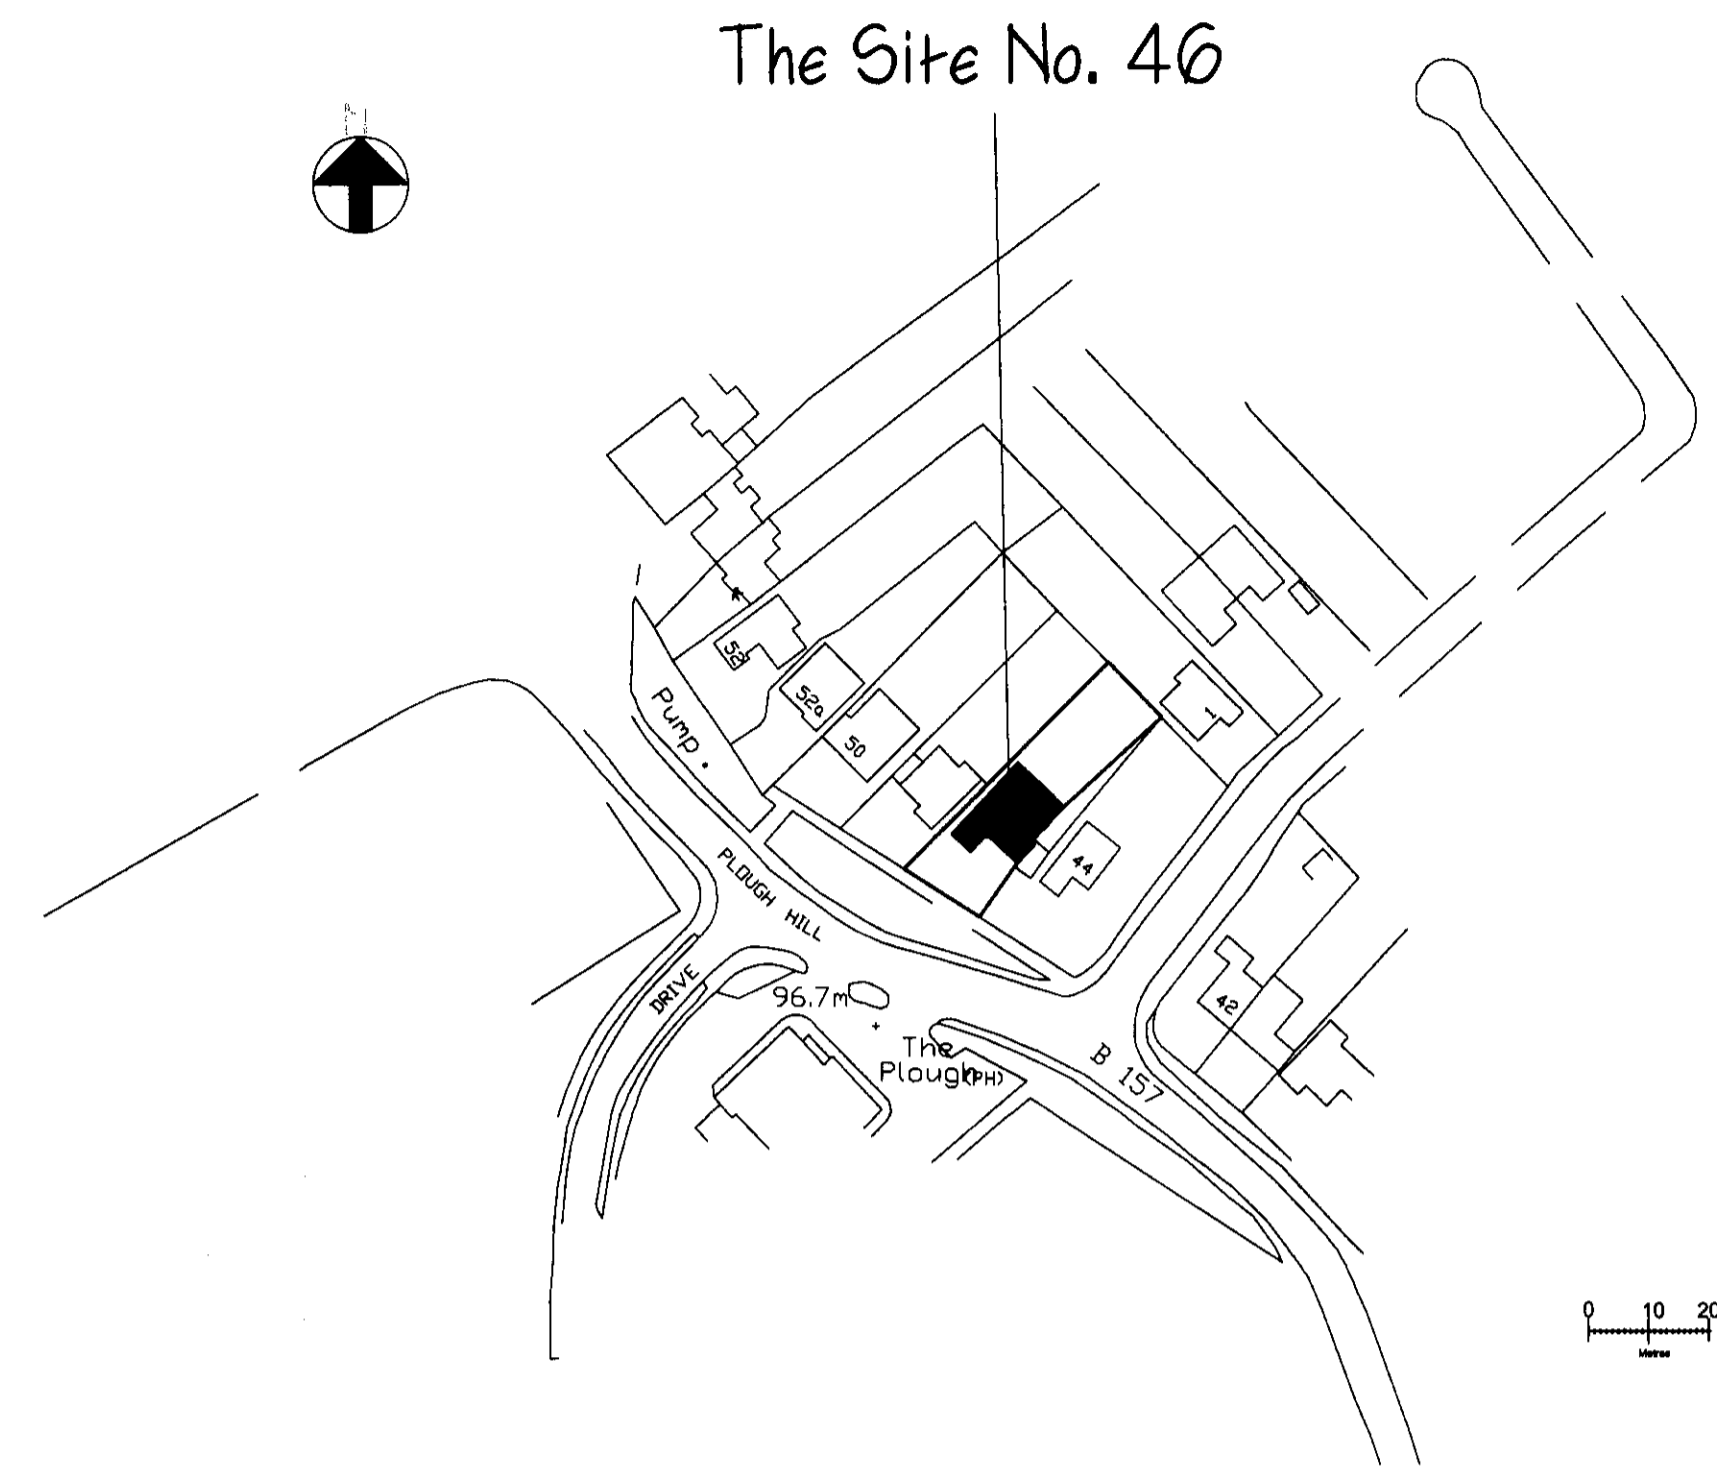 The Site No. 46
52
52a
50
Pump
1
44
PLOUGH HILL
42
DRIVE
96.7m
The
Plough(PH)
B 157
0 10 20
Metres